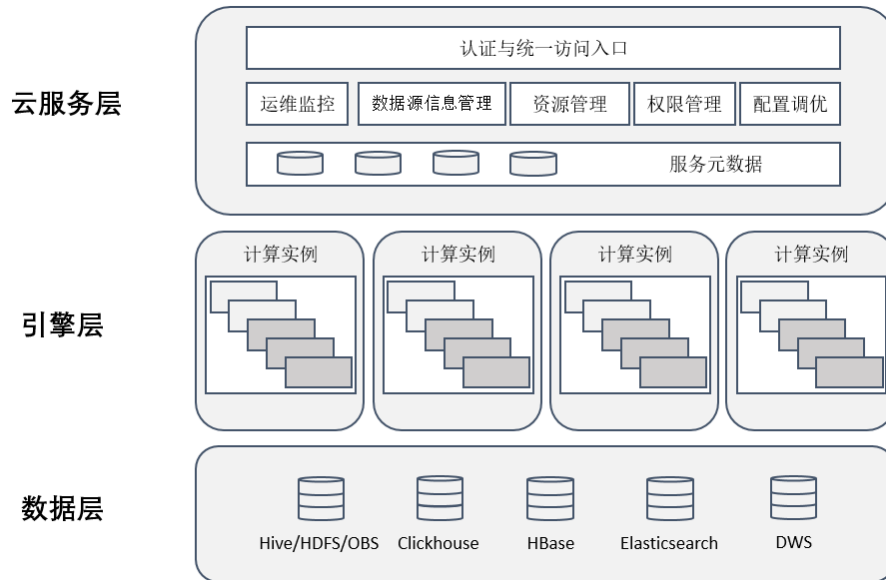 认证与统一访问入口
云服务层
运维监控
数据源信息管理
资源管理
权限管理
配置调优
服务元数据
计算实例
计算实例
计算实例
计算实例
引擎层
数据层
Hive/HDFS/OBS
Clickhouse
HBase
Elasticsearch
DWS